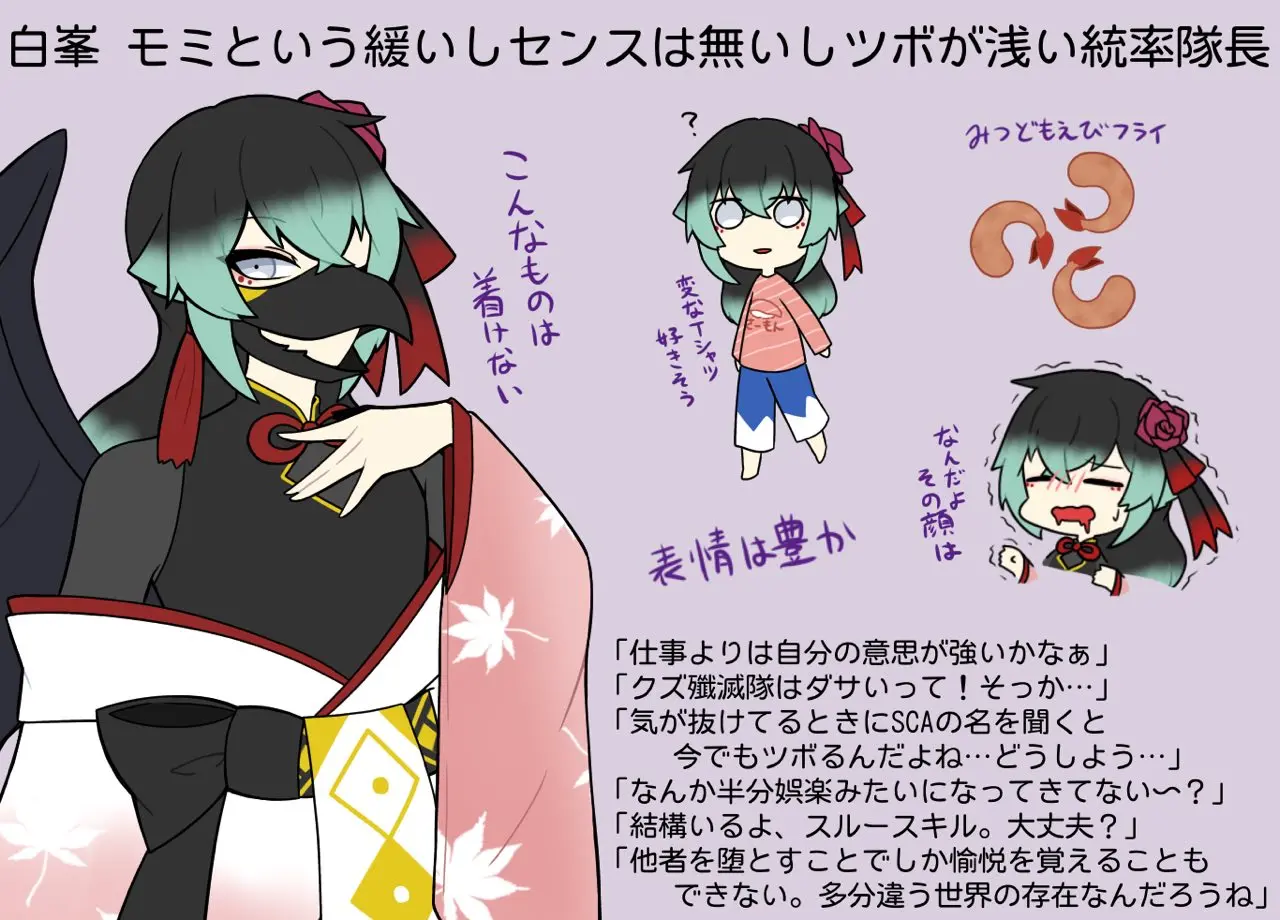 白峯 モミという緩いしセンスは無いしツボが浅い統率隊長
こんなものは
着けない
?
変なTシャツ
好きそう
さーもん
みつどもえびフライ
なんだよ
その顔は
表情は豊か
「仕事よりは自分の意思が強いかなぁ」
「クズ殲滅隊はダサいって！そっか…」
「気が抜けてるときにSCAの名を聞くと
今でもツボるんだよね…どうしよう…」
「なんか半分娯楽みたいになってきてない〜？」
「結構いるよ、スルースキル。大丈夫？」
「他者を堕とすことでしか愉悦を覚えることも
できない。多分違う世界の存在なんだろうね」